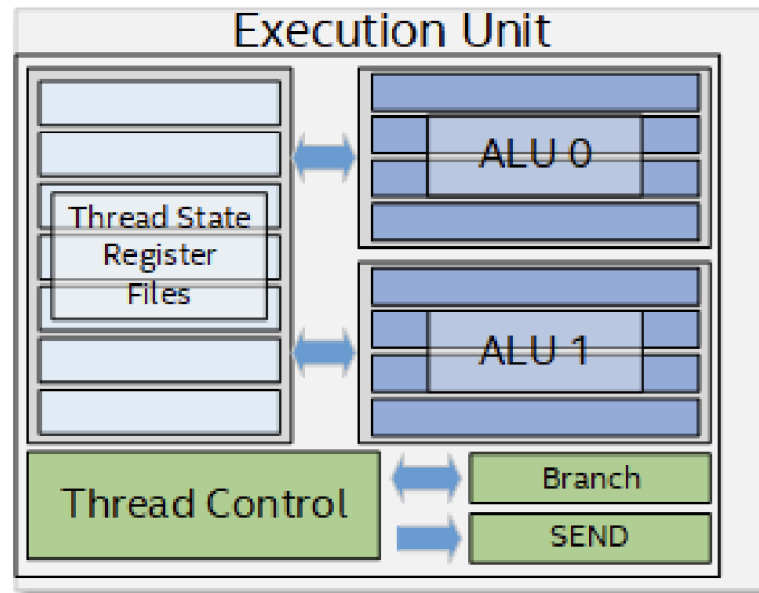 Execution Unit
Thread State
Register
Files
ALU 0
ALU 1
Thread Control
Branch
SEND